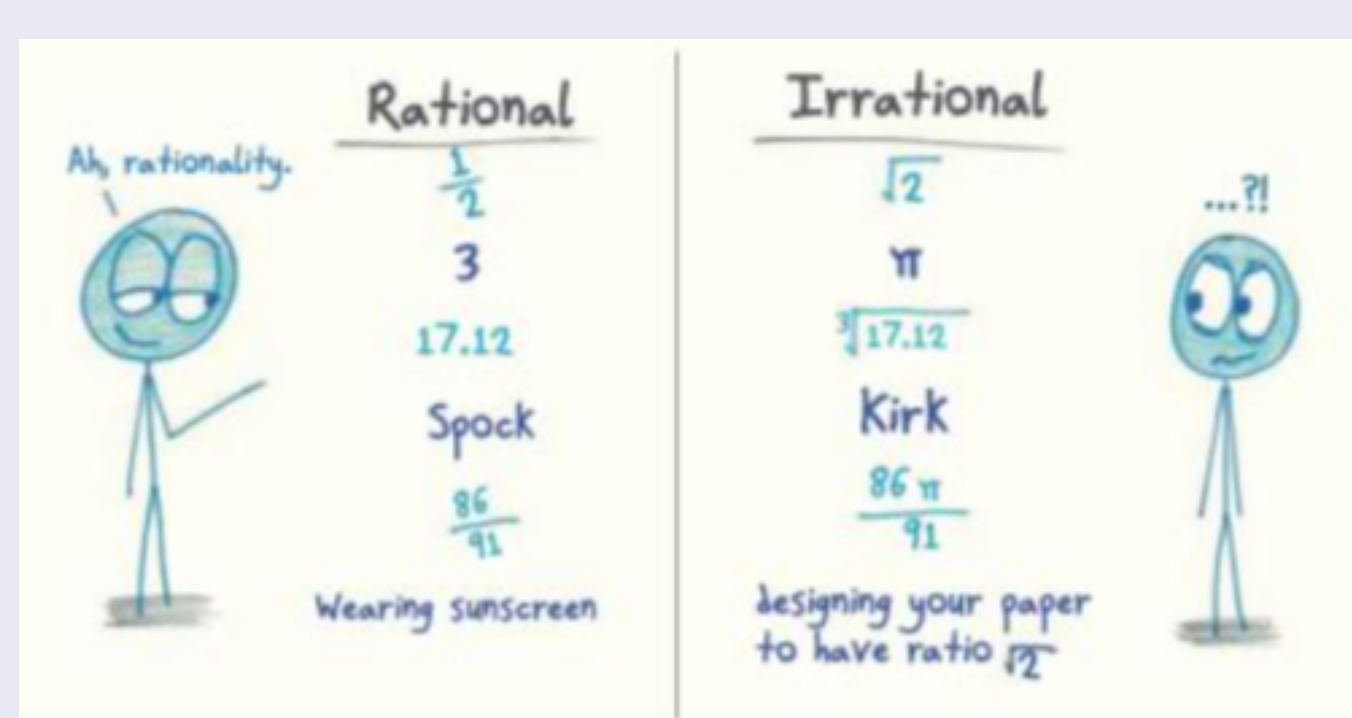 Rational
Ah, rationality.
1
2
3
17.12
Spock
86
91
Wearing sunscreen
Irrational
√2
...?!
π
∛17.12
Kirk
86 π
91
designing your paper
to have ratio √2